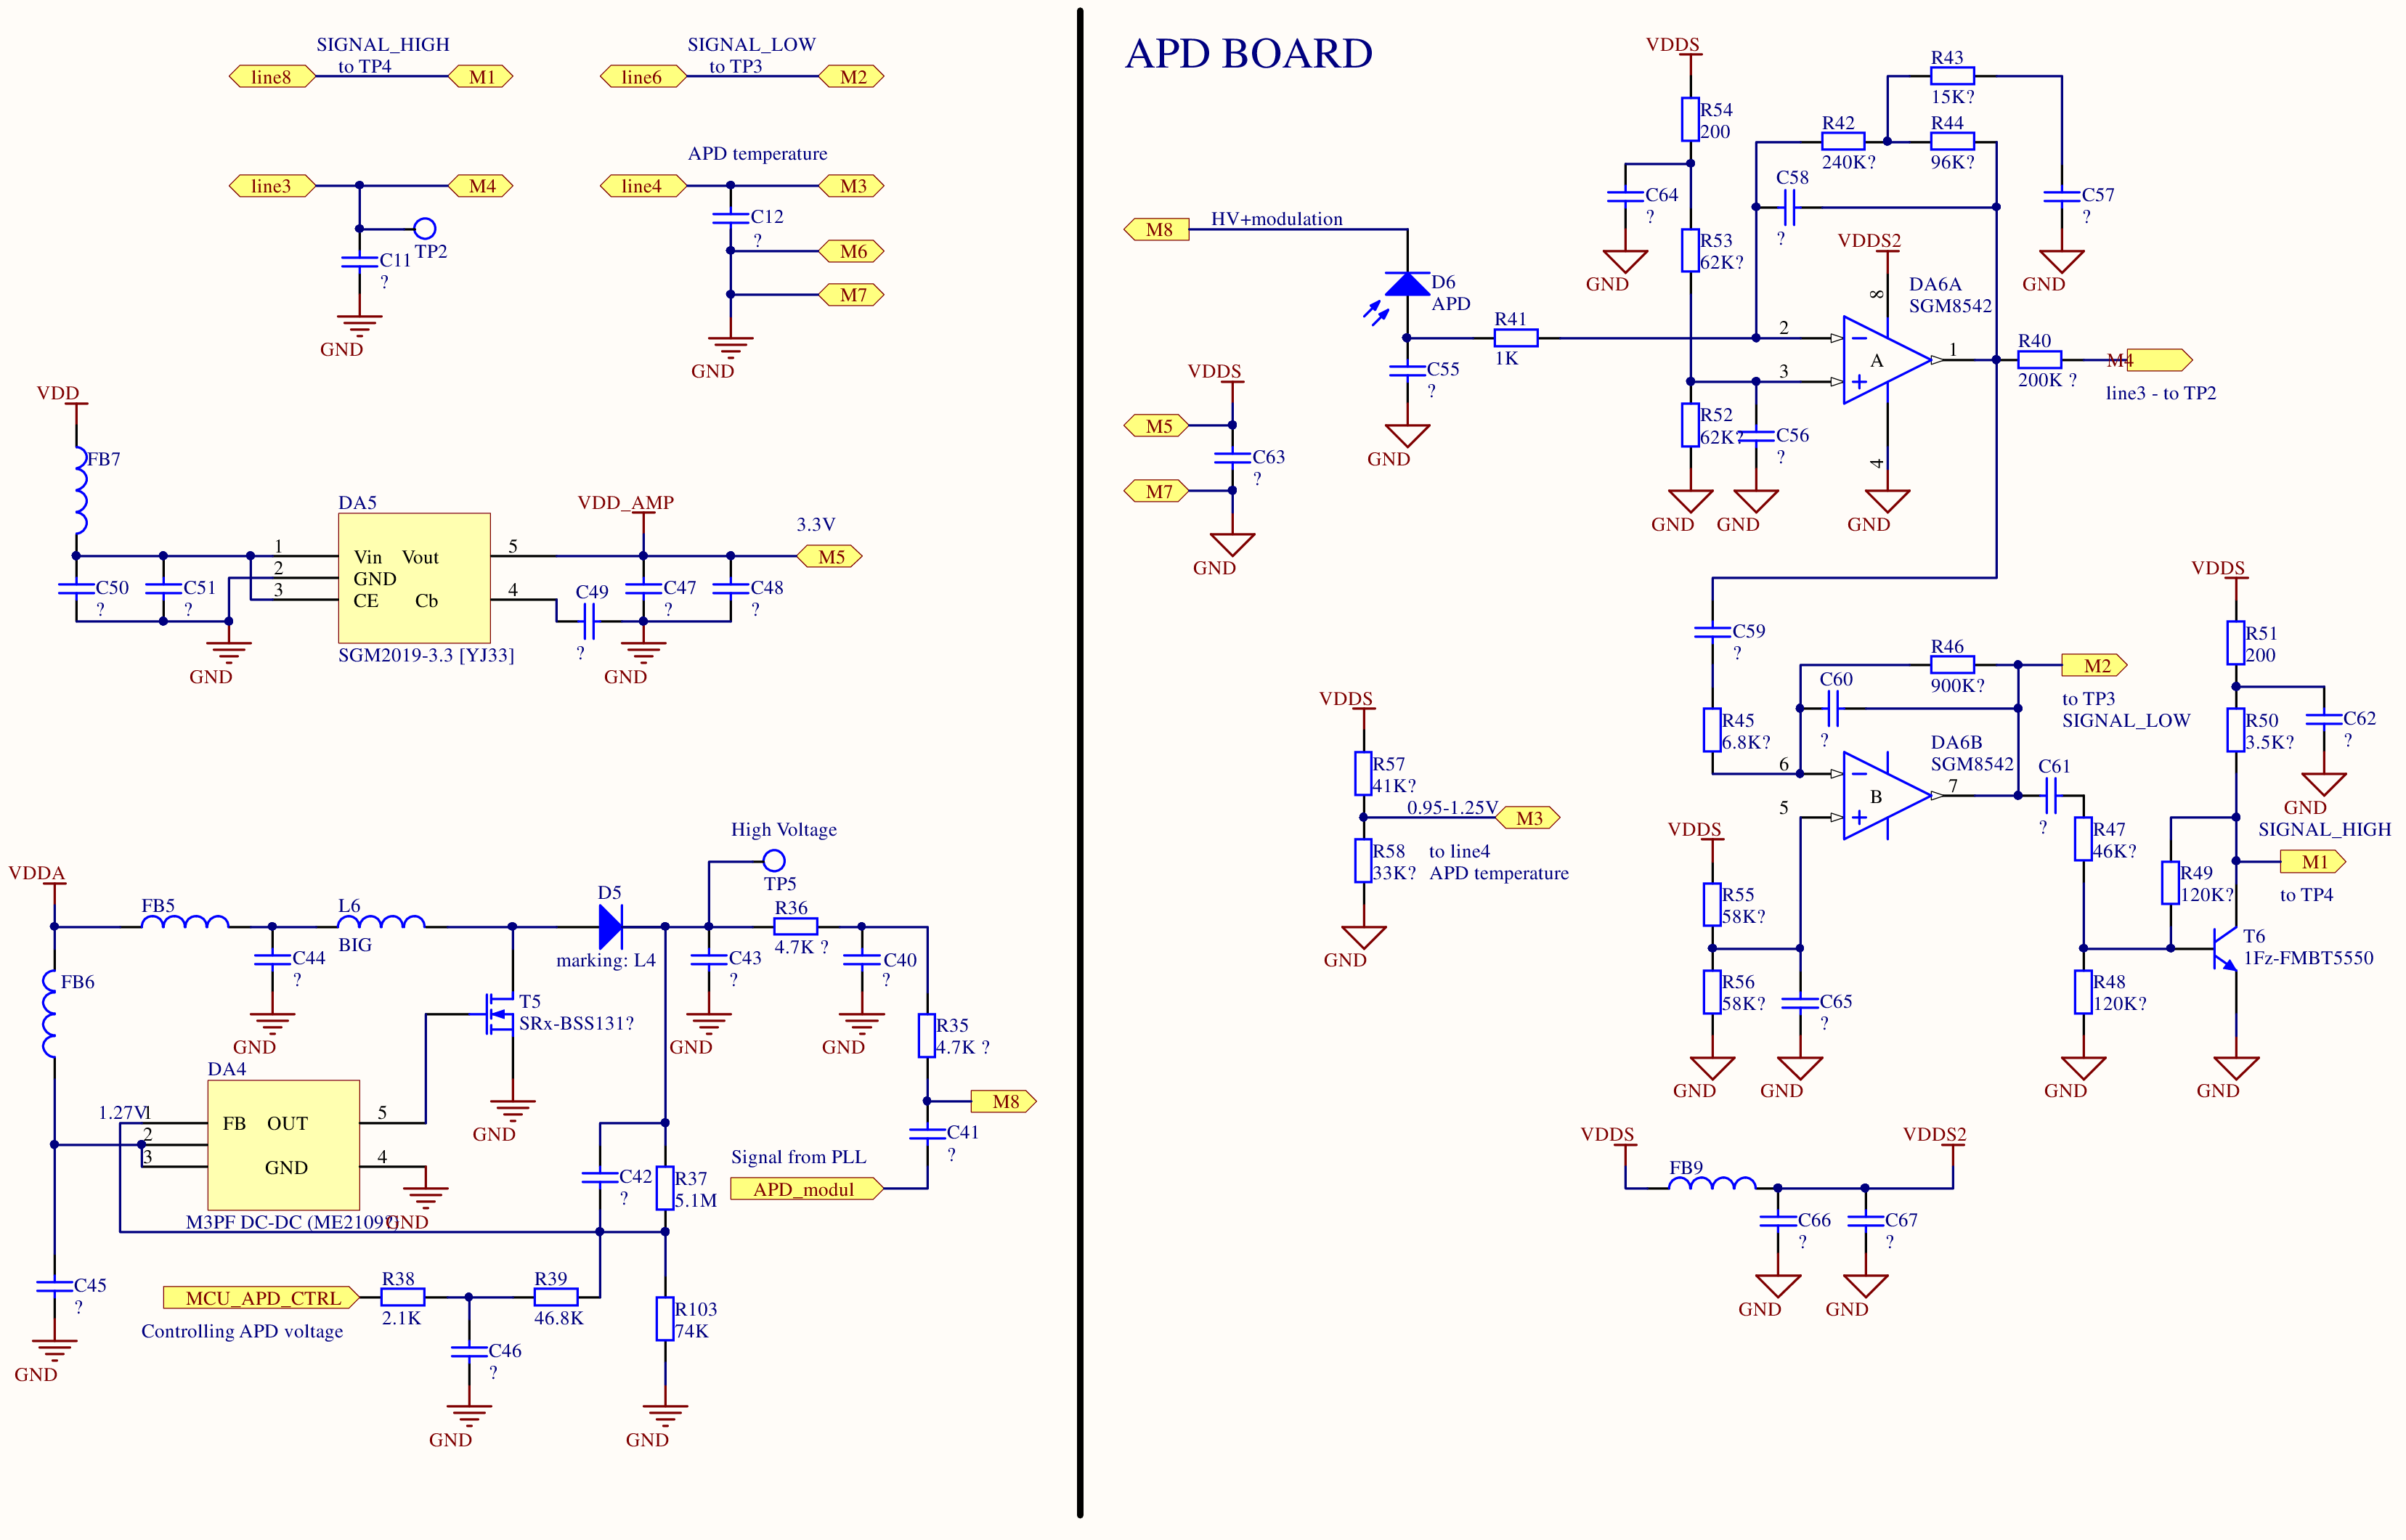 SIGNAL_HIGH
to TP4
line8
M1
SIGNAL_LOW
to TP3
line6
M2
line3
M4
TP2
C11
?
GND
APD temperature
line4
M3
C12
?
M6
M7
GND
VDD
FB7
C50
?
C51
?
GND
DA5
1
2
3
Vin Vout
GND
CE Cb
5
4
SGM2019-3.3 [YJ33]
VDD_AMP
3.3V
M5
C49
?
C47
?
C48
?
GND
VDDA
FB5
C44
?
GND
L6
BIG
FB6
D5
marking: L4
T5
SRx-BSS131?
GND
High Voltage
TP5
C43
?
GND
R36
4.7K ?
C40
?
GND
R35
4.7K ?
M8
C41
?
Signal from PLL
APD_modul
DA4
1.27V
1
2
3
FB OUT
GND
5
4
GND
M3PF DC-DC (ME2109?)
C42
?
R37
5.1M
C45
?
GND
MCU_APD_CTRL
Controlling APD voltage
R38
2.1K
R39
46.8K
C46
?
GND
R103
74K
GND
APD BOARD
VDDS
R54
200
C64
?
GND
R53
62K?
R52
62K?
GND
C56
?
GND
R43
15K?
R42
240K?
R44
96K?
C58
?
C57
?
GND
M8
HV+modulation
D6
APD
R41
1K
C55
?
GND
VDDS2
8
DA6A
SGM8542
2
3
A
1
4
GND
R40
200K ?
M4
line3 - to TP2
VDDS
M5
C63
?
M7
GND
C59
?
R45
6.8K?
R46
900K?
C60
?
M2
to TP3
SIGNAL_LOW
DA6B
SGM8542
6
5
B
7
C61
?
R47
46K?
R48
120K?
GND
VDDS
R51
200
R50
3.5K?
C62
?
GND
SIGNAL_HIGH
M1
to TP4
R49
120K?
T6
1Fz-FMBT5550
GND
VDDS
R57
41K?
0.95-1.25V
M3
R58
33K?
to line4
APD temperature
GND
VDDS
R55
58K?
R56
58K?
GND
C65
?
GND
VDDS
FB9
VDDS2
C66
?
GND
C67
?
GND